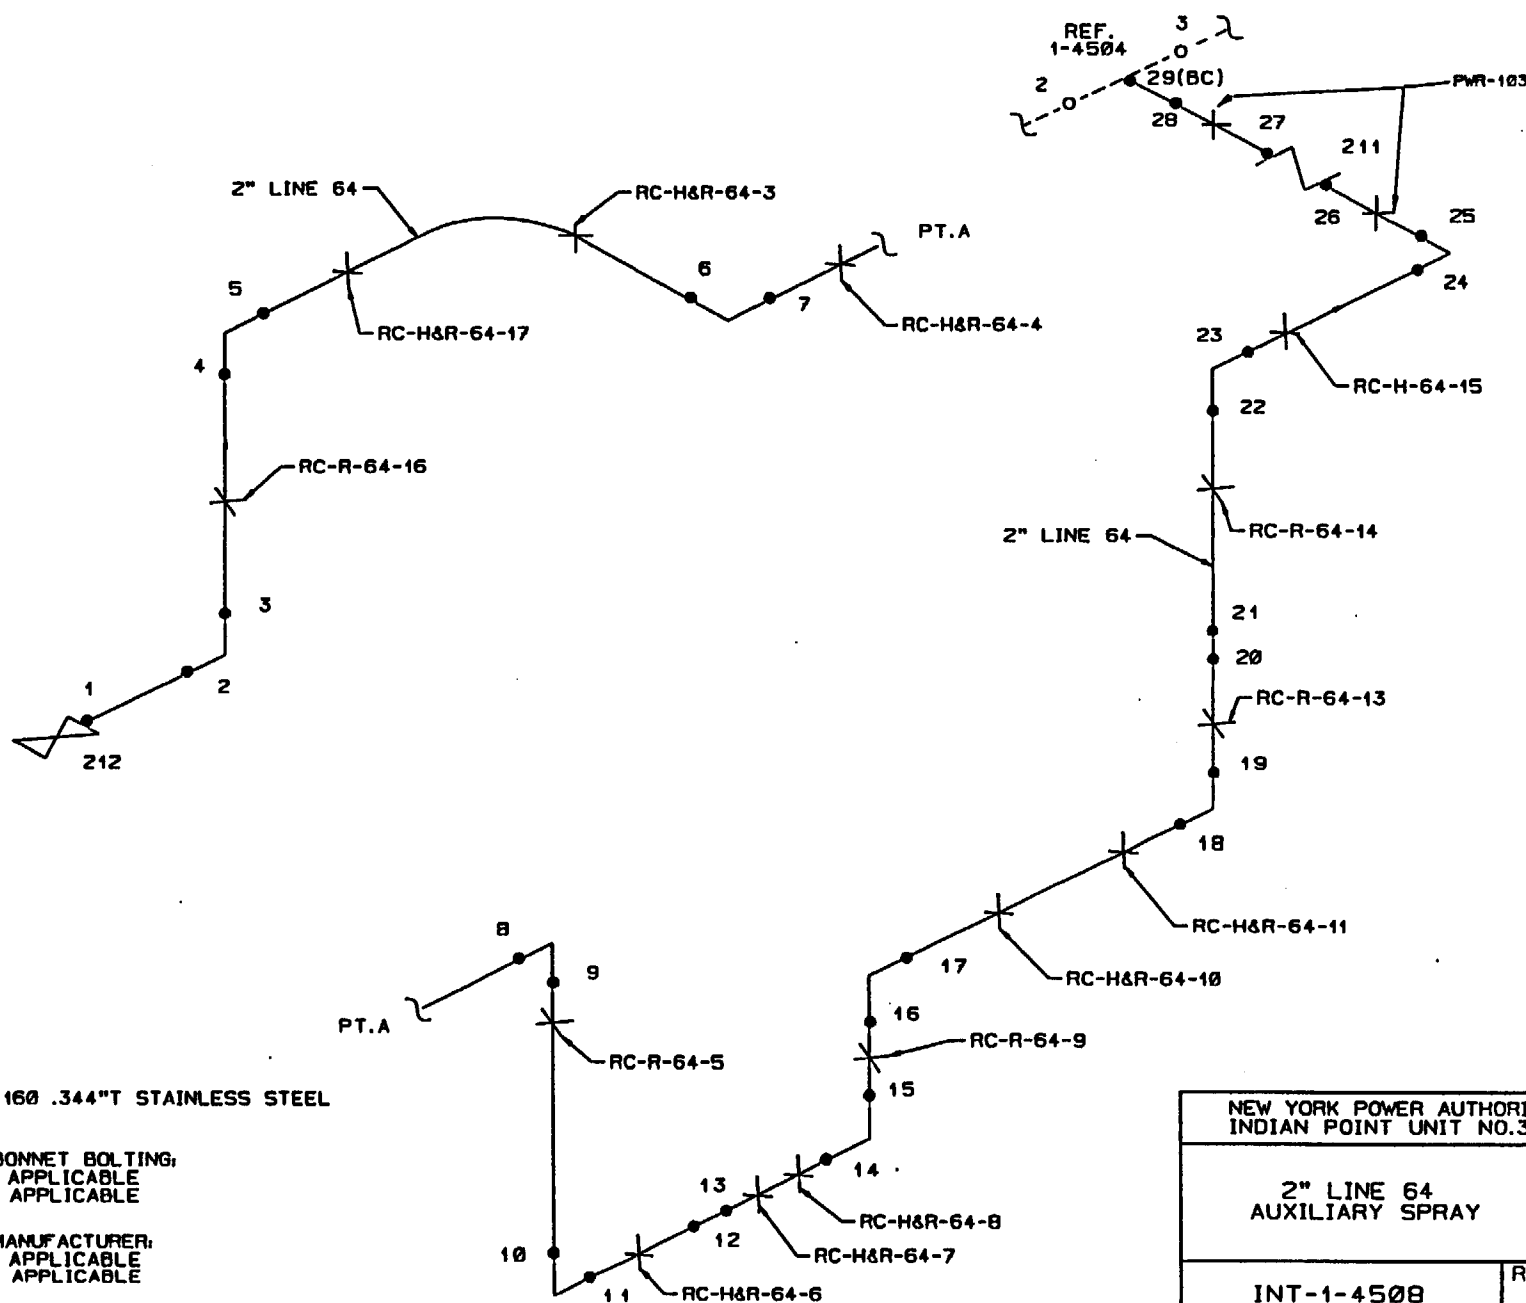 REF.
1-4504
3
2
29(BC)
28
27
PWR-103
211
26
25
24
2" LINE 64
RC-H&R-64-3
PT.A
5
6
7
RC-H&R-64-17
RC-H&R-64-4
4
23
RC-H-64-15
22
RC-R-64-16
RC-R-64-14
2" LINE 64
3
21
20
2
1
RC-R-64-13
212
19
18
8
RC-H&R-64-11
9
17
RC-H&R-64-10
PT.A
16
RC-R-64-5
RC-R-64-9
15
160 .344"T STAINLESS STEEL
NEW YORK POWER AUTHORI
INDIAN POINT UNIT NO.3
BONNET BOLTING:
APPLICABLE
APPLICABLE
14
13
2" LINE 64
AUXILIARY SPRAY
RC-H&R-64-8
12
RC-H&R-64-7
MANUFACTURER:
APPLICABLE
APPLICABLE
10
11
RC-H&R-64-6
INT-1-4508
R